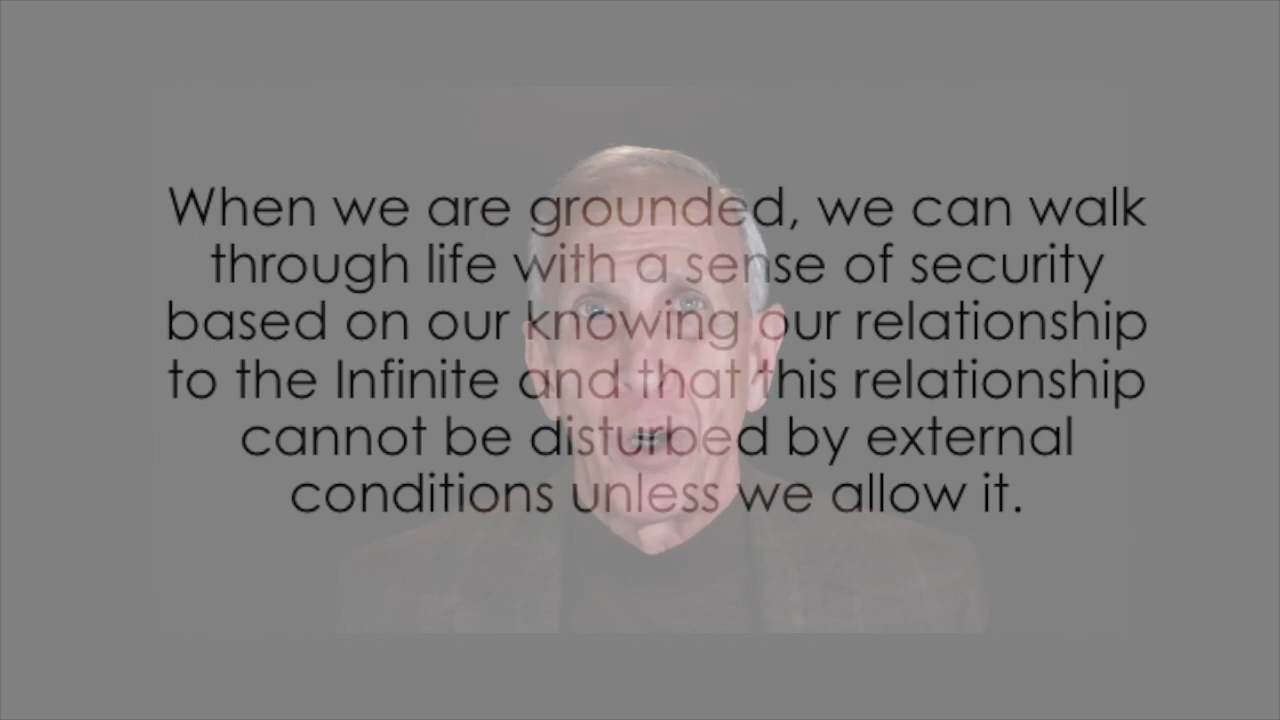 When we are grounded, we can walk
through life with a sense of security
based on our knowing our relationship
to the Infinite and that this relationship
cannot be disturbed by external
conditions unless we allow it.